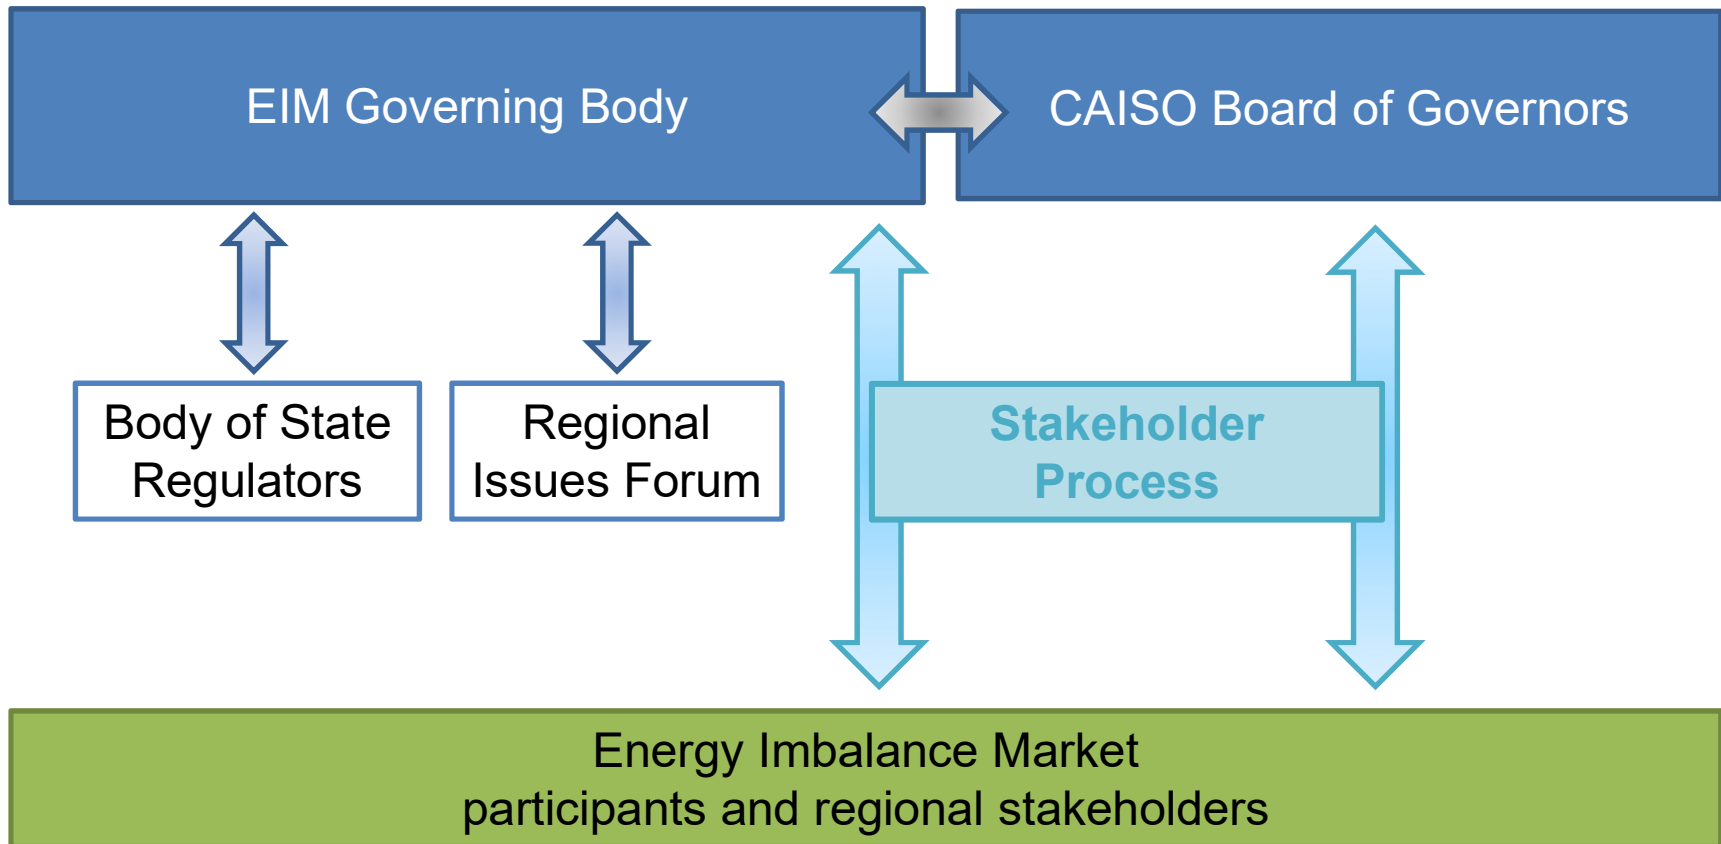 EIM Governing Body
CAISO Board of Governors
Body of State
Regulators
Regional
Issues Forum
Stakeholder
Process
Energy Imbalance Market
participants and regional stakeholders